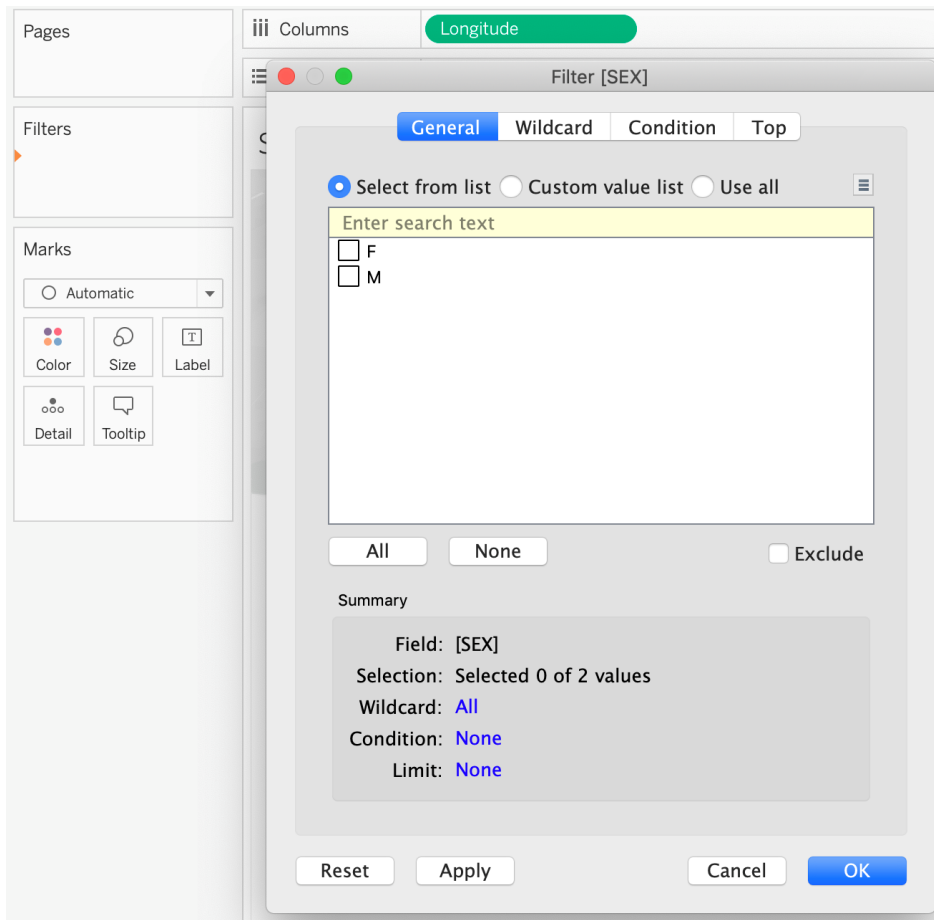 Pages
Columns
Longitude
Filter [SEX]
Filters
S
General Wildcard Condition Top
Select from list Custom value list Use all
Enter search text
F
M
Marks
Automatic
Color Size T Label
Detail Tooltip
All None Exclude
Summary
Field: [SEX]
Selection: Selected 0 of 2 values
Wildcard: All
Condition: None
Limit: None
Reset Apply Cancel OK